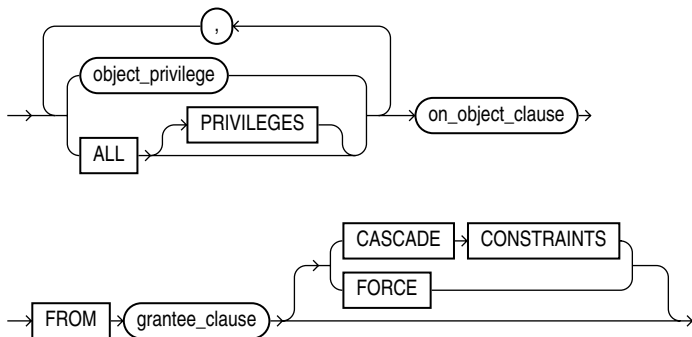 ,
object_privilege
PRIVILEGES
ALL
on_object_clause
CASCADE CONSTRAINTS
FORCE
FROM grantee_clause